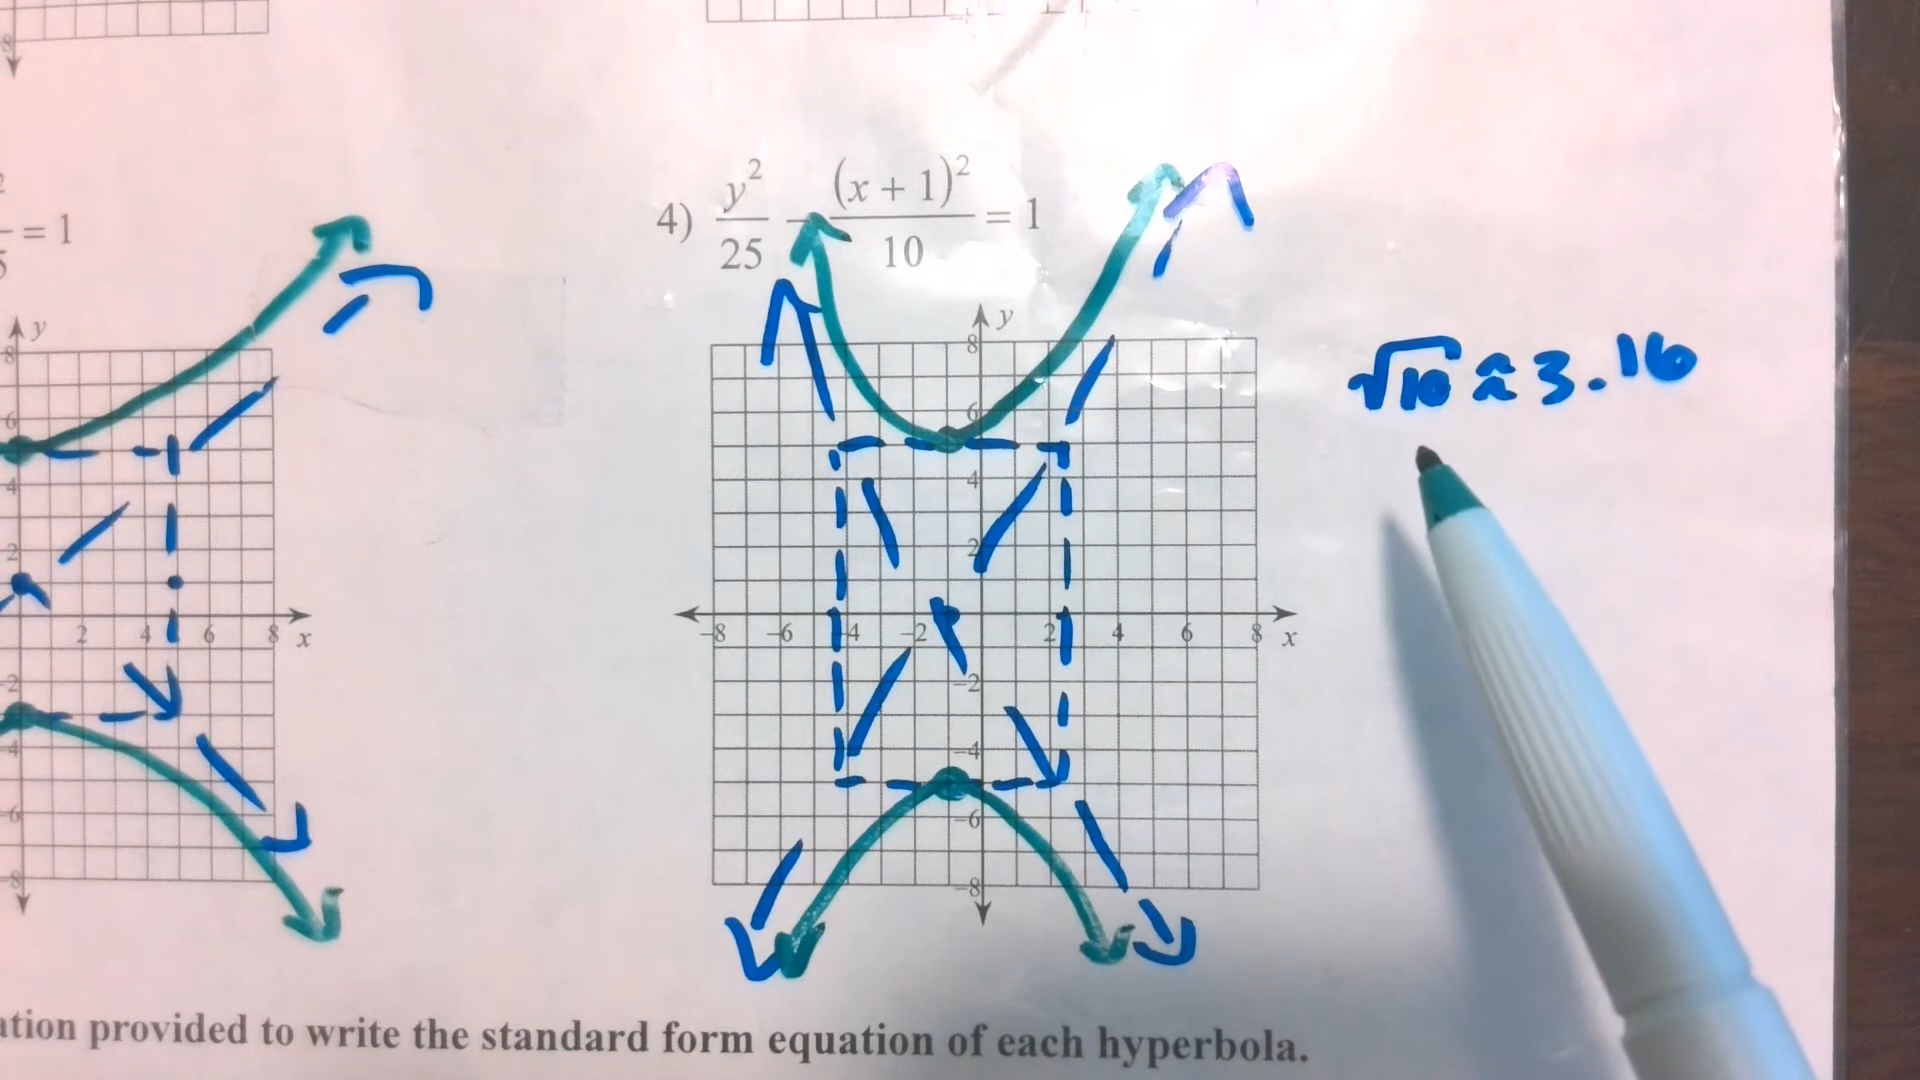 = 1
4) y²/25 − (x + 1)²/10 = 1
y
8
6
4
2
2 4 6 8 x
-2
-4
-6
-8
y
8
6
4
2
-8 -6 -4 -2 2 4 6 8 x
-2
-4
-6
-8
√10 ≈ 3.16
ation provided to write the standard form equation of each hyperbola.